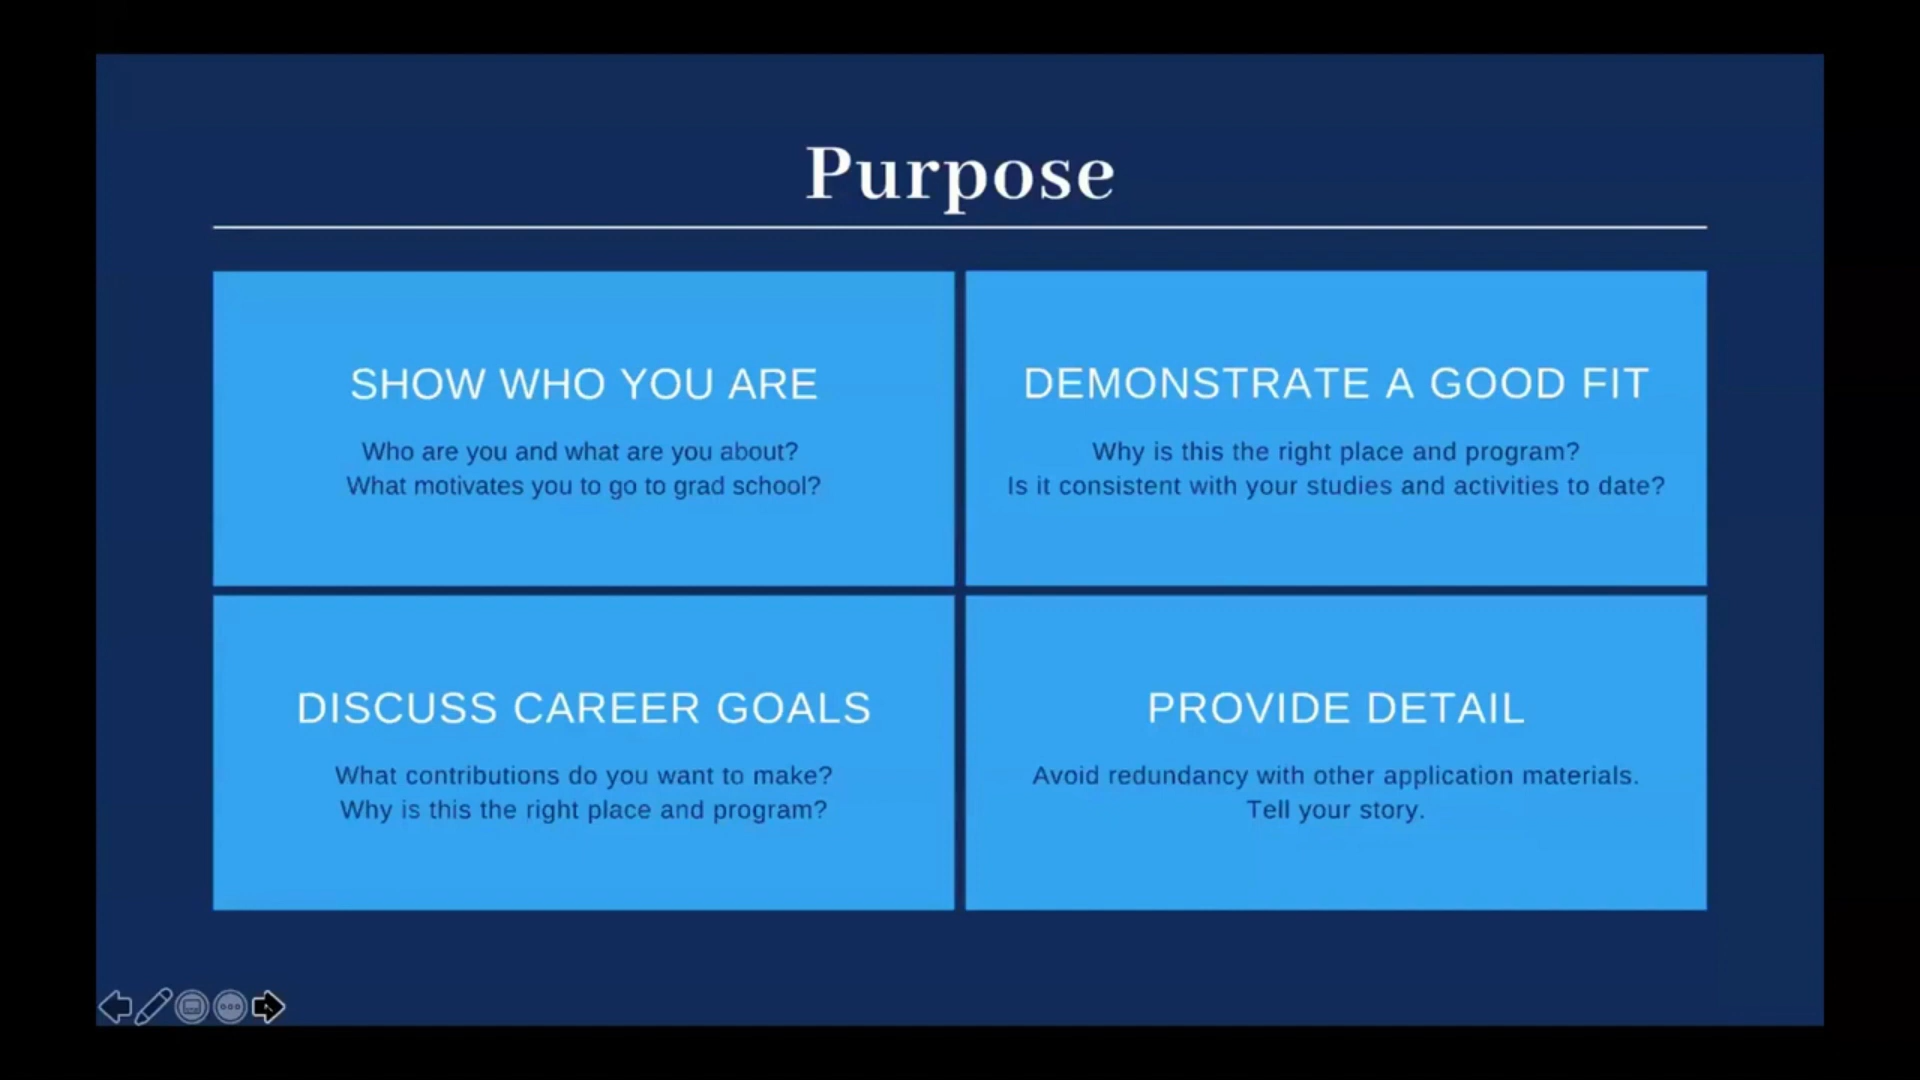 Purpose
SHOW WHO YOU ARE
Who are you and what are you about?
What motivates you to go to grad school?
DEMONSTRATE A GOOD FIT
Why is this the right place and program?
Is it consistent with your studies and activities to date?
DISCUSS CAREER GOALS
What contributions do you want to make?
Why is this the right place and program?
PROVIDE DETAIL
Avoid redundancy with other application materials.
Tell your story.